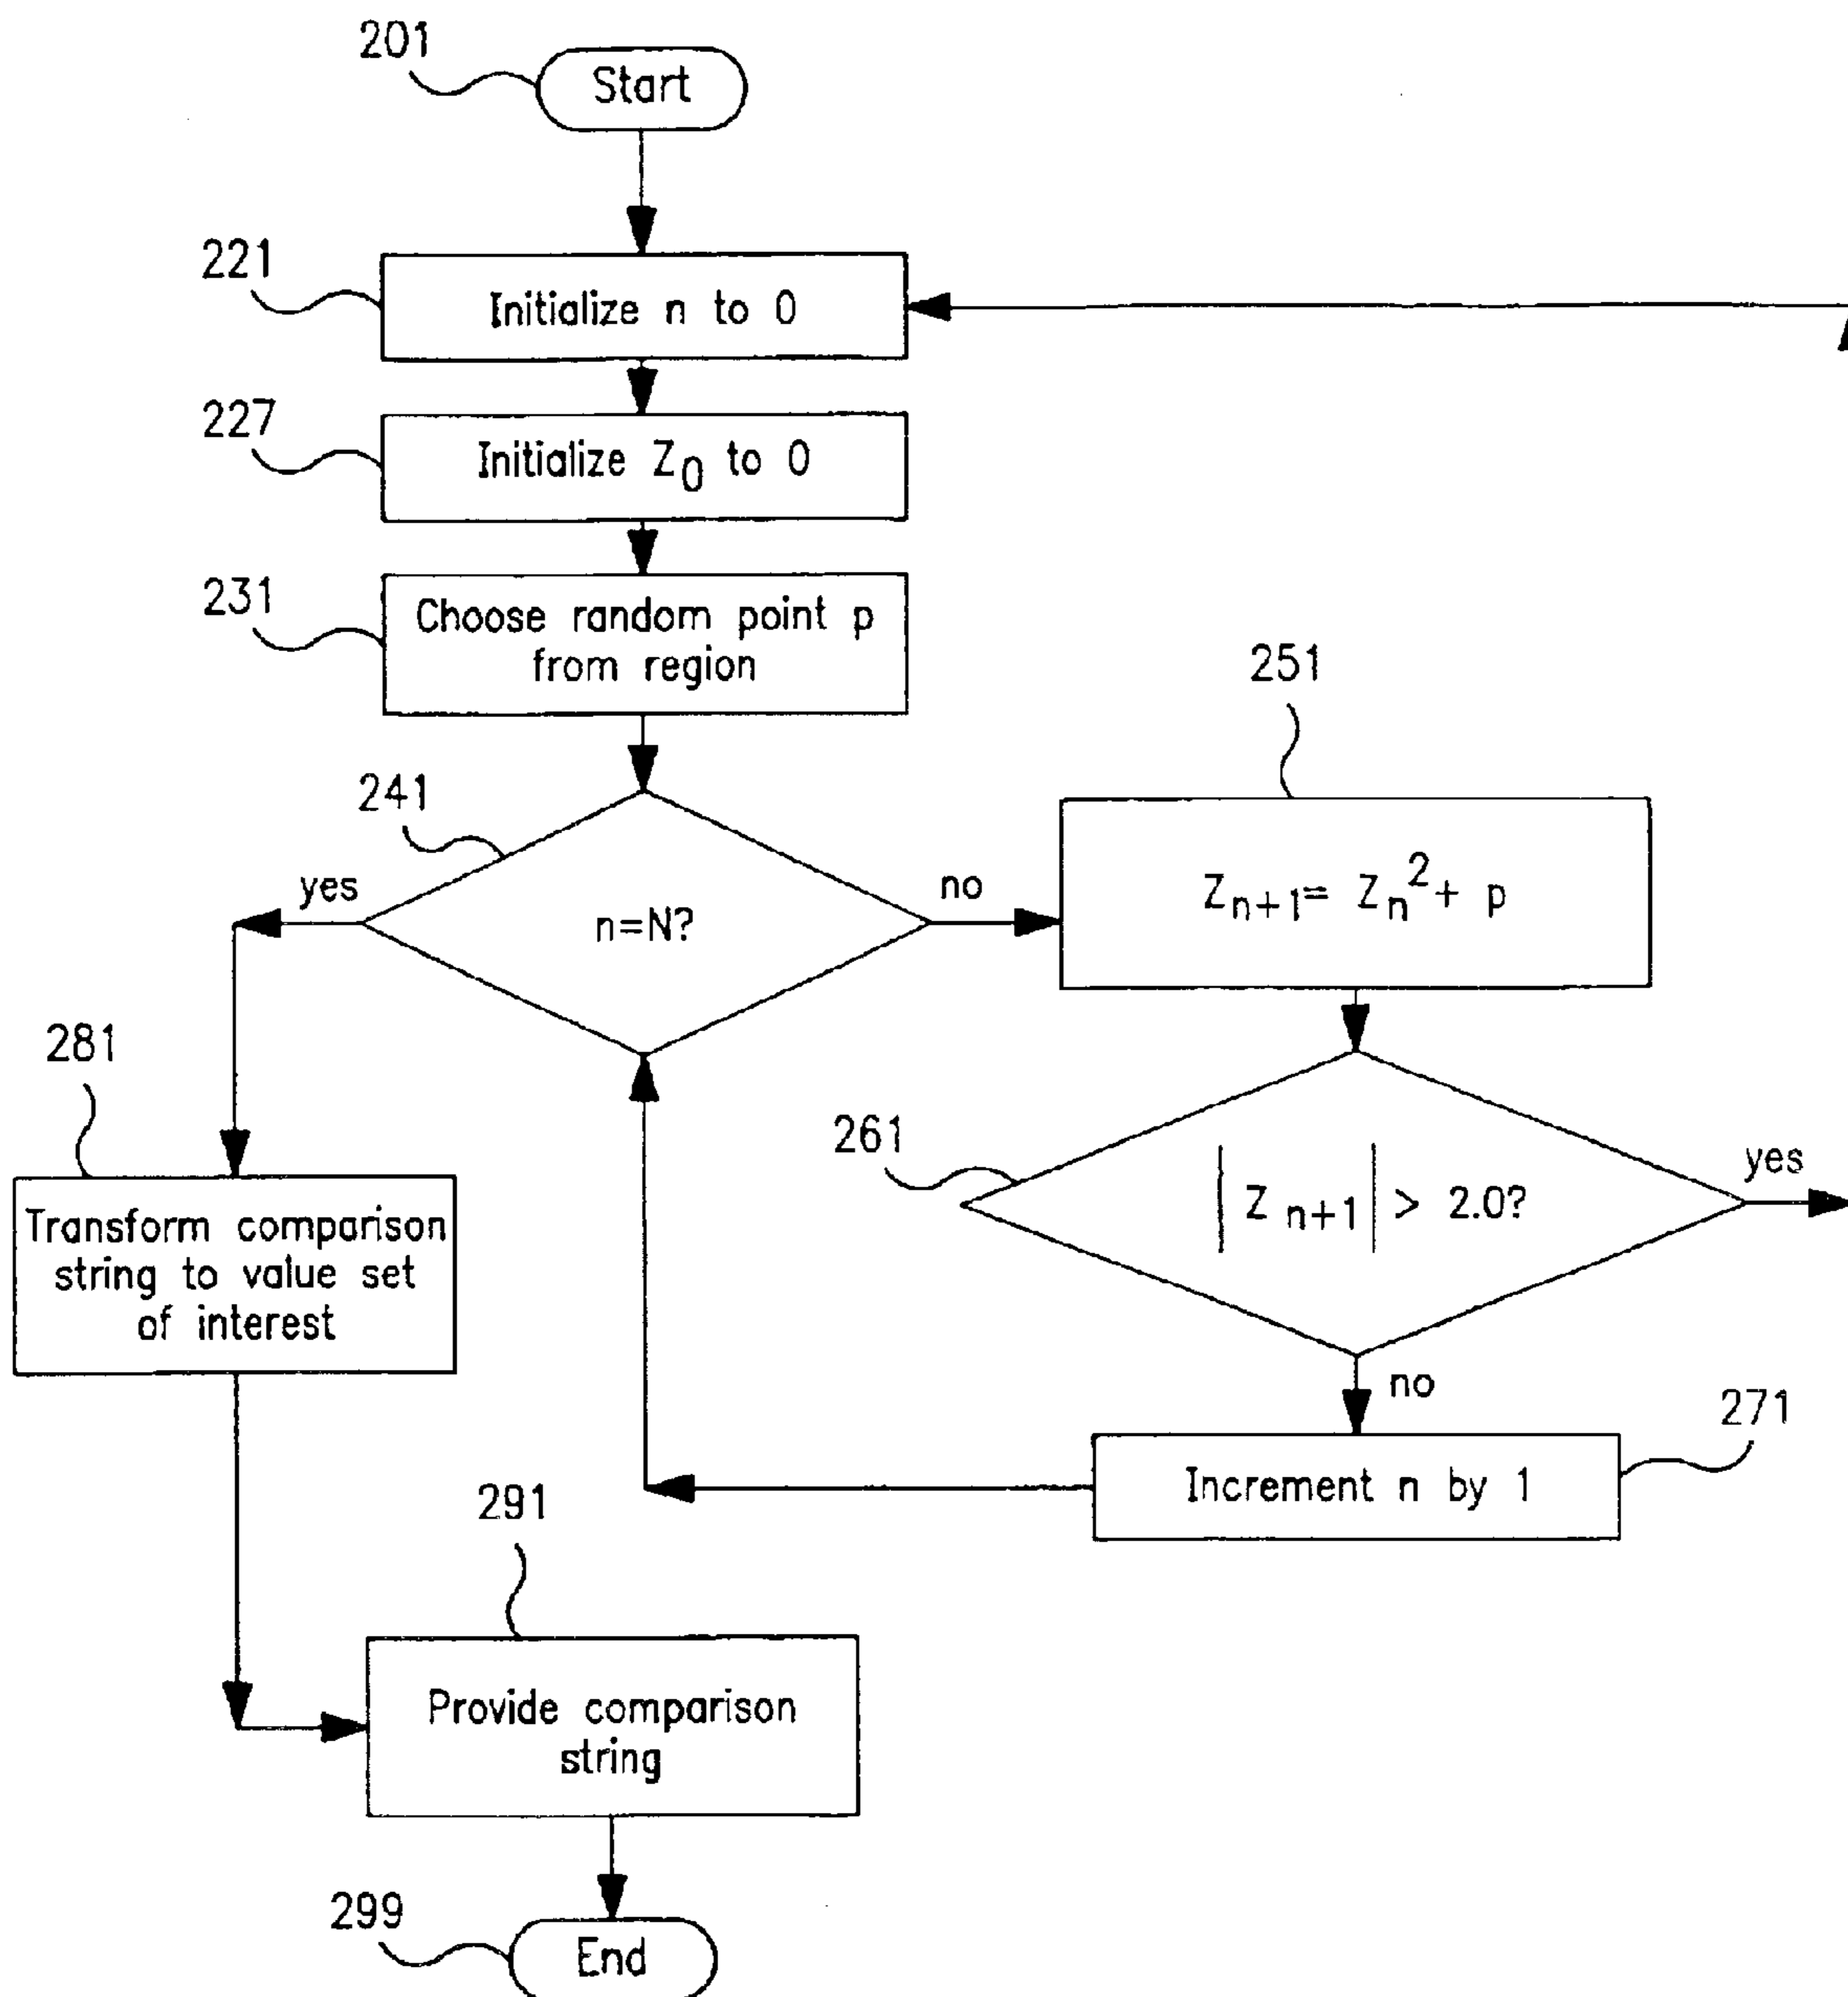 201
Start
221
Initialize n to 0
227
Initialize Z0 to 0
231
Choose random point p
from region
241
n=N?
yes
no
251
Zn+1= Zn2+ p
261
| Z n+1| > 2.0?
yes
no
271
Increment n by 1
281
Transform comparison
string to value set
of interest
291
Provide comparison
string
299
End